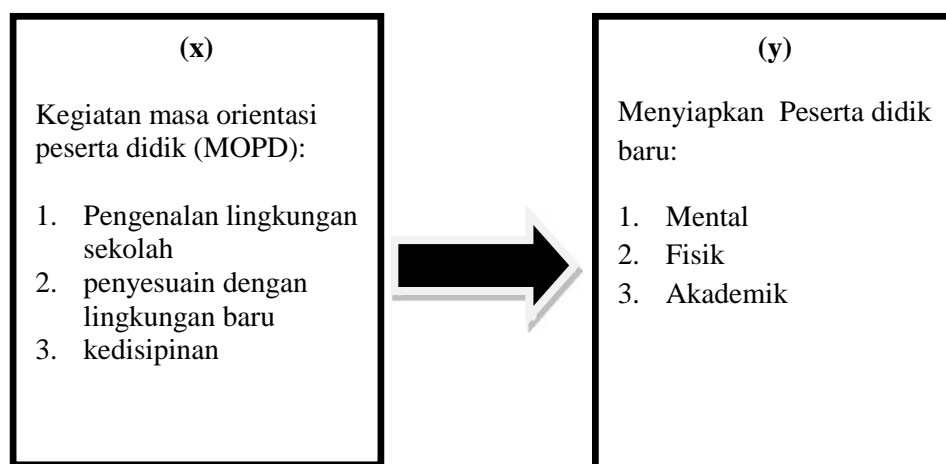 (x)
Kegiatan masa orientasi
peserta didik (MOPD):
1. Pengenalan lingkungan
sekolah
2. penyesuain dengan
lingkungan baru
3. kedisipinan
(y)
Menyiapkan Peserta didik
baru:
1. Mental
2. Fisik
3. Akademik